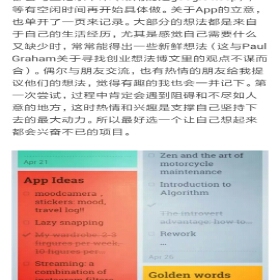 等有空闲时间再开始具体做。关于App的立意,
也单开了一页来记录。大部分的想法都是来自
于自己的生活经历，尤其是感觉自己需要什么
又缺少时，常常能得出一些新鲜想法（这与Paul
Graham关于寻找创业想法博文里的观点不谋而
合）。偶尔与朋友交流，也有热情的朋友给我提
议他们的想法，觉得有趣的我也会一并记下。第
一次尝试，过程中肯定会遇到阻碍和不尽如人
意的地方，这时热情和兴趣是支撑自己坚持下
去的最大动力。所以最好选一个让自己想起来
都会兴奋不已的项目。
Apr 21
App Ideas
moodcamera,
stickers: mood,
travel log!!
Lazy snapping
My wardrobe: 2-3
figures per week,
10 figures per...
Streaming: a
combination of
Zen and the art of
motorcycle
maintenance
Introduction to
Algorithm
The introvert
advantage: how to...
Rework
...
Apr 20
Golden words